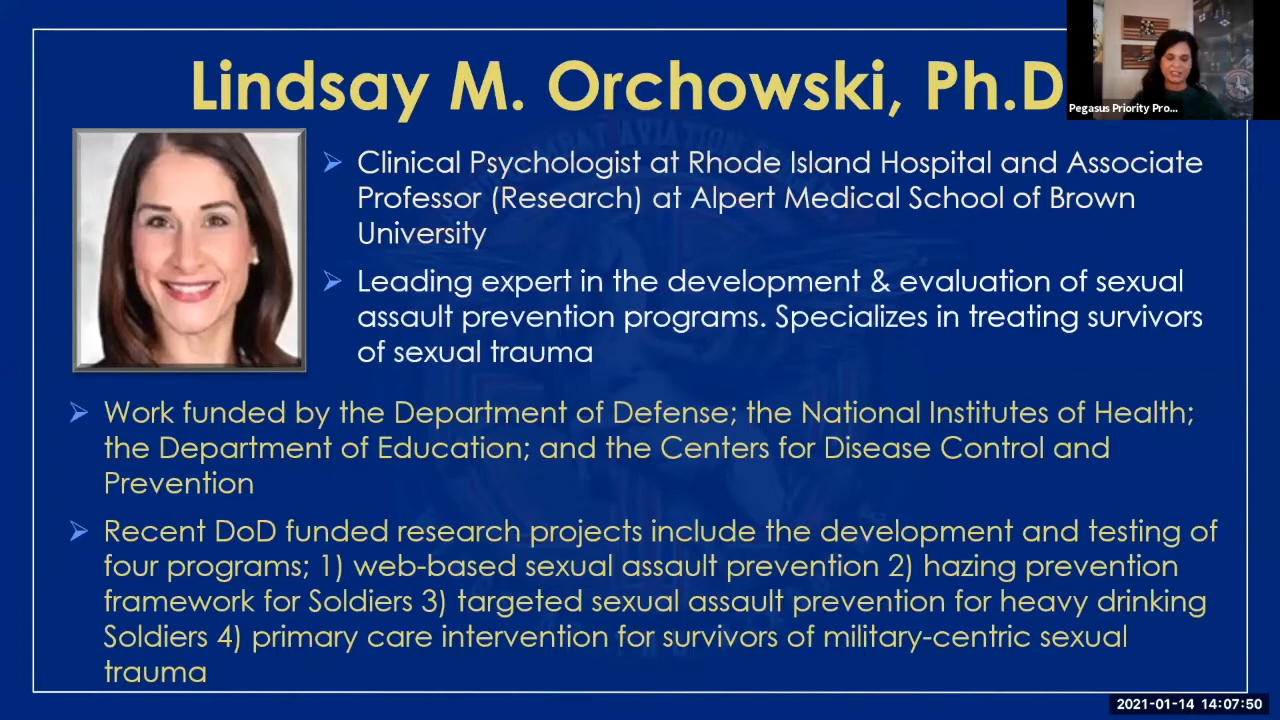 Lindsay M. Orchowski, Ph.D
Pegasus Priority Pro...
Clinical Psychologist at Rhode Island Hospital and Associate
Professor (Research) at Alpert Medical School of Brown
University
Leading expert in the development & evaluation of sexual
assault prevention programs. Specializes in treating survivors
of sexual trauma
Work funded by the Department of Defense; the National Institutes of Health;
the Department of Education; and the Centers for Disease Control and
Prevention
Recent DoD funded research projects include the development and testing of
four programs; 1) web-based sexual assault prevention 2) hazing prevention
framework for Soldiers 3) targeted sexual assault prevention for heavy drinking
Soldiers 4) primary care intervention for survivors of military-centric sexual
trauma
2021-01-14 14:07:50